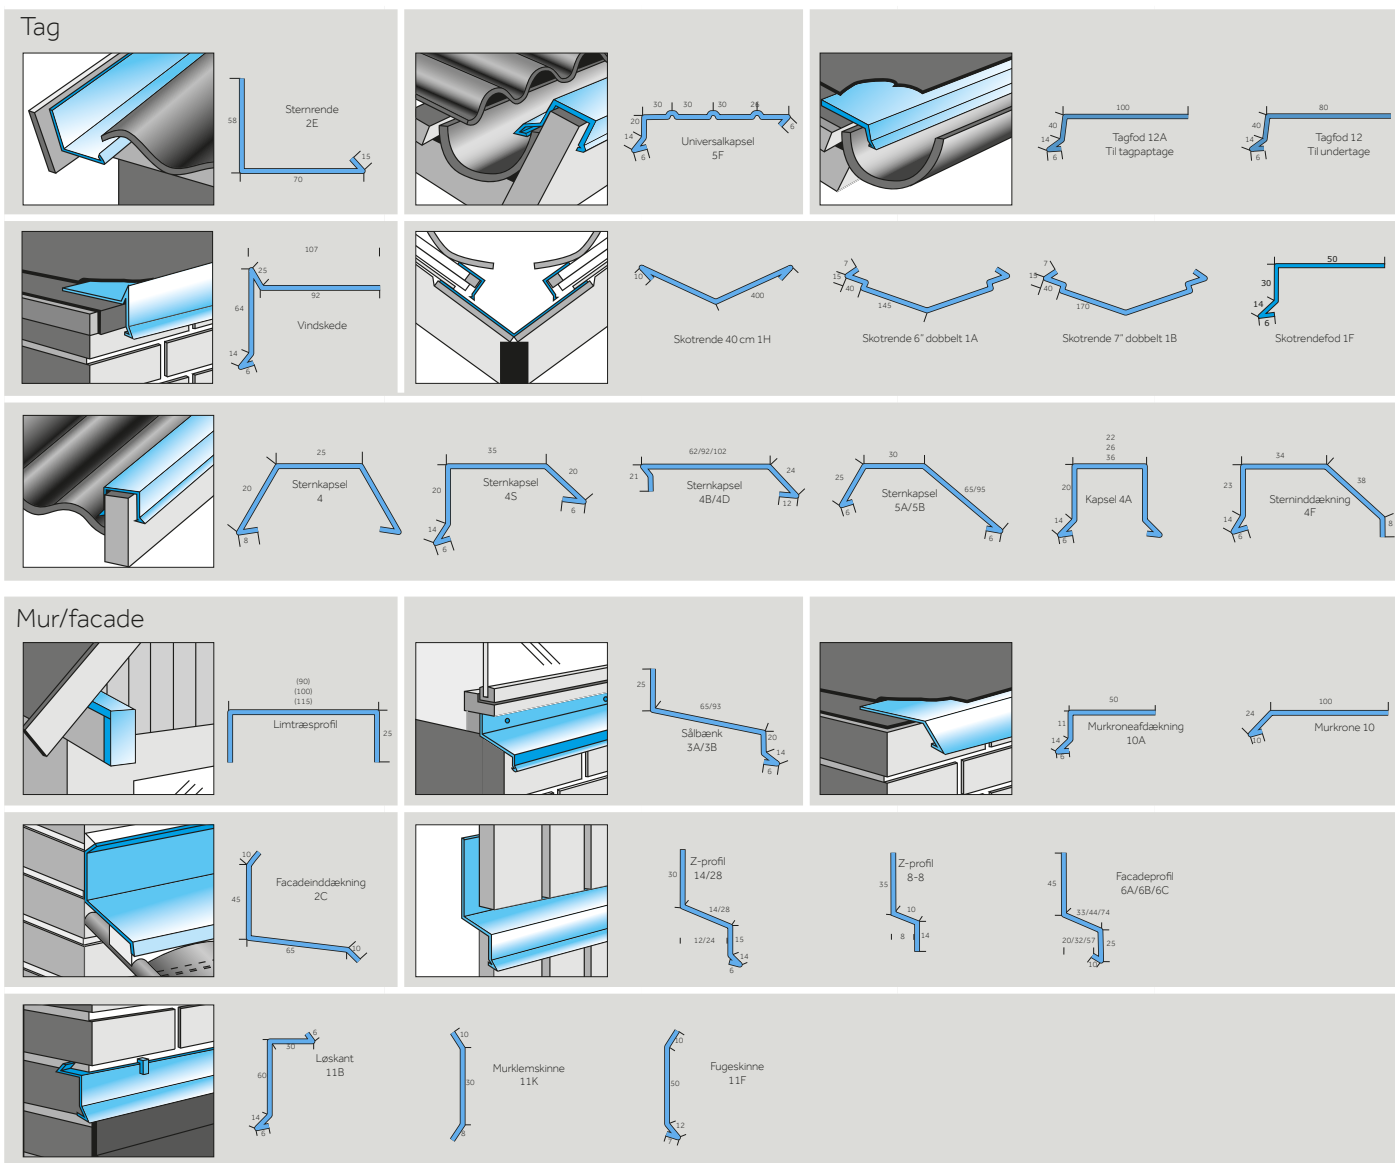 Tag
58
Sternrende
2E
15
70
30
30
30
26
20
14
6
6
Universalkapsel
5F
100
40
14
6
Tagfod 12A
Til tagpaptage
80
40
14
6
Tagfod 12
Til undertage
107
25
92
64
Vindskede
14
6
10
400
Skotrende 40 cm 1H
7
15
40
145
Skotrende 6" dobbelt 1A
7
15
40
170
Skotrende 7" dobbelt 1B
50
30
14
6
Skotrendefod 1F
25
20
Sternkapsel
4
8
35
20
20
Sternkapsel
4S
14
6
6
62/92/102
21
24
Sternkapsel
4B/4D
12
30
25
65/95
Sternkapsel
5A/5B
6
6
22
26
36
20
Kapsel 4A
14
6
34
23
38
Sterninddækning
4F
14
6
8
Mur/facade
(90)
(100)
(115)
Limtræsprofil
25
25
65/93
Sålbænk
3A/3B
20
14
6
50
11
14
6
Murkroneafdækning
10A
100
24
10
Murkrone 10
10
45
Facadeinddækning
2C
65
10
Z-profil
14/28
30
14/28
12/24
15
14
6
Z-profil
8-8
35
10
8
14
Facadeprofil
6A/6B/6C
45
33/44/74
20/32/57
25
10
6
30
Løskant
11B
60
14
6
10
30
Murklemskinne
11K
8
10
50
Fugeskinne
11F
12
7